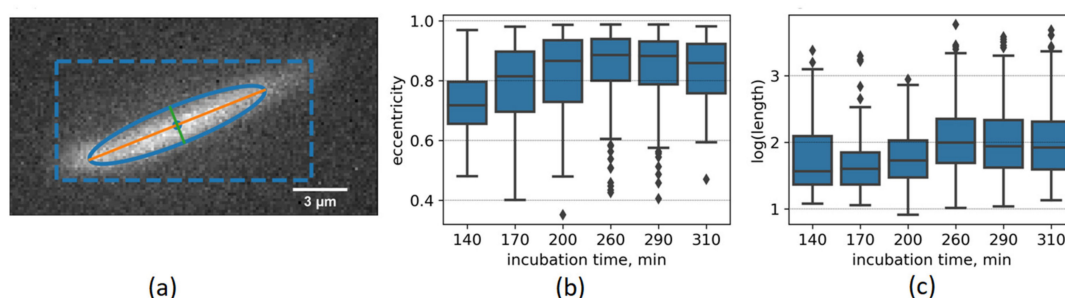 3 μm
(a)
eccentricity
1.0
0.8
0.6
0.4
140 170 200 260 290 310
incubation time, min
(b)
log(length)
3
2
1
140 170 200 260 290 310
incubation time, min
(c)